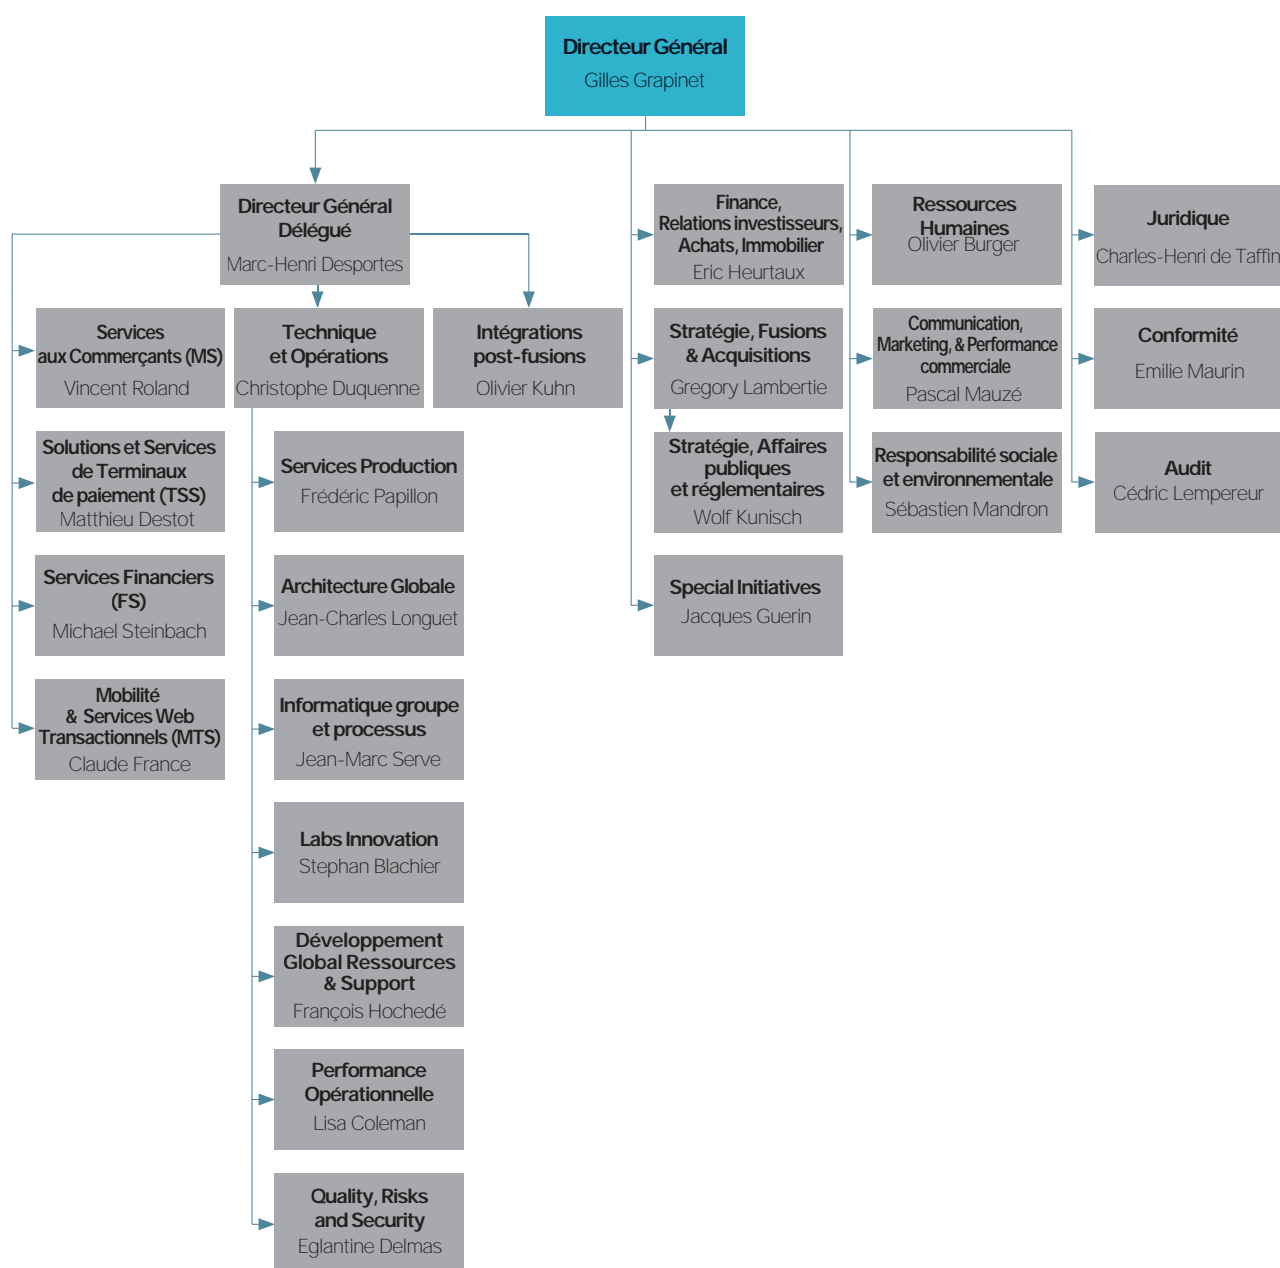 Directeur Général
Gilles Grapinet
Directeur Général
Délégué
Marc-Henri Desportes
Finance,
Relations investisseurs,
Achats, Immobilier
Eric Heurtaux
Ressources
Humaines
Olivier Burger
Juridique
Charles-Henri de Taffin
Services
aux Commerçants (MS)
Vincent Roland
Technique
et Opérations
Christophe Duquenne
Intégrations
post-fusions
Olivier Kuhn
Stratégie, Fusions
& Acquisitions
Gregory Lambertie
Communication,
Marketing, & Performance
commerciale
Pascal Mauzé
Conformité
Emilie Maurin
Solutions et Services
de Terminaux
de paiement (TSS)
Matthieu Destot
Services Production
Frédéric Papillon
Stratégie, Affaires
publiques
et réglementaires
Wolf Kunisch
Responsabilité sociale
et environnementale
Sébastien Mandron
Audit
Cédric Lempereur
Services Financiers
(FS)
Michael Steinbach
Architecture Globale
Jean-Charles Longuet
Special Initiatives
Jacques Guerin
Mobilité
& Services Web
Transactionnels (MTS)
Claude France
Informatique groupe
et processus
Jean-Marc Serve
Labs Innovation
Stephan Blachier
Développement
Global Ressources
& Support
François Hochedé
Performance
Opérationnelle
Lisa Coleman
Quality, Risks
and Security
Eglantine Delmas